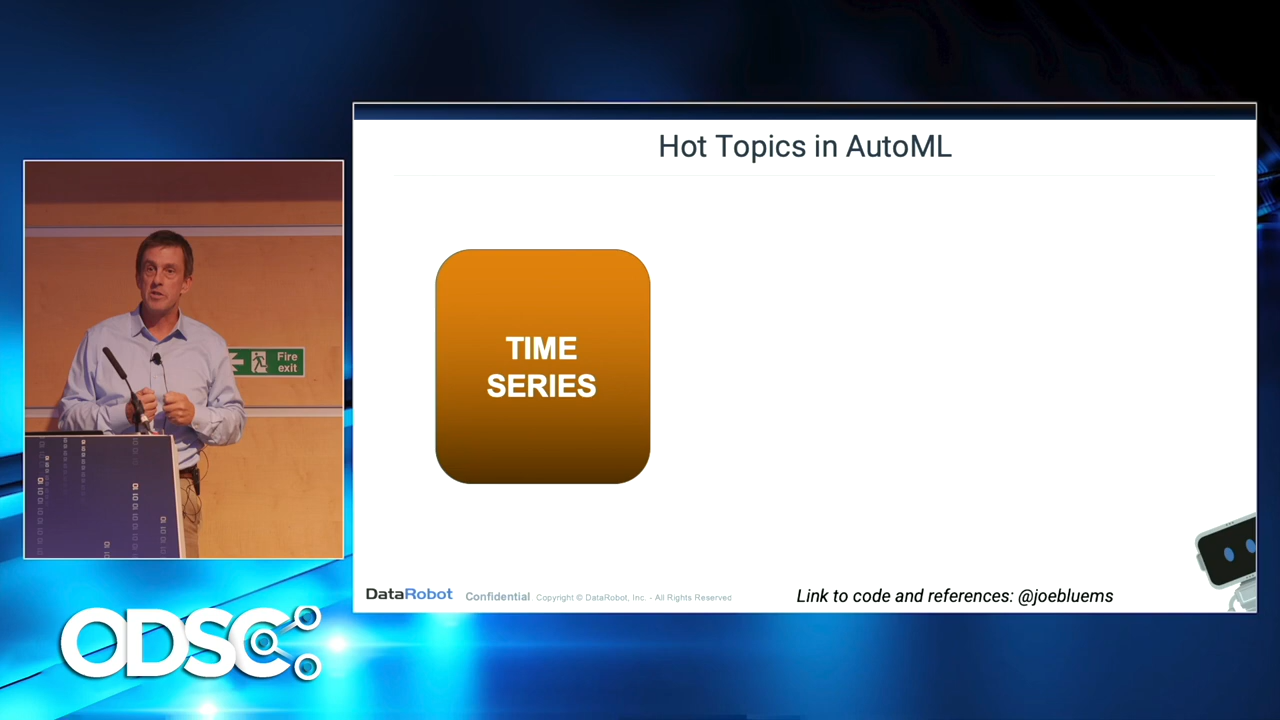 Hot Topics in AutoML
TIME
SERIES
Fire
exit
DataRobot Confidential Copyright © DataRobot, Inc. - All Rights Reserved
Link to code and references: @joebluems
ODSC